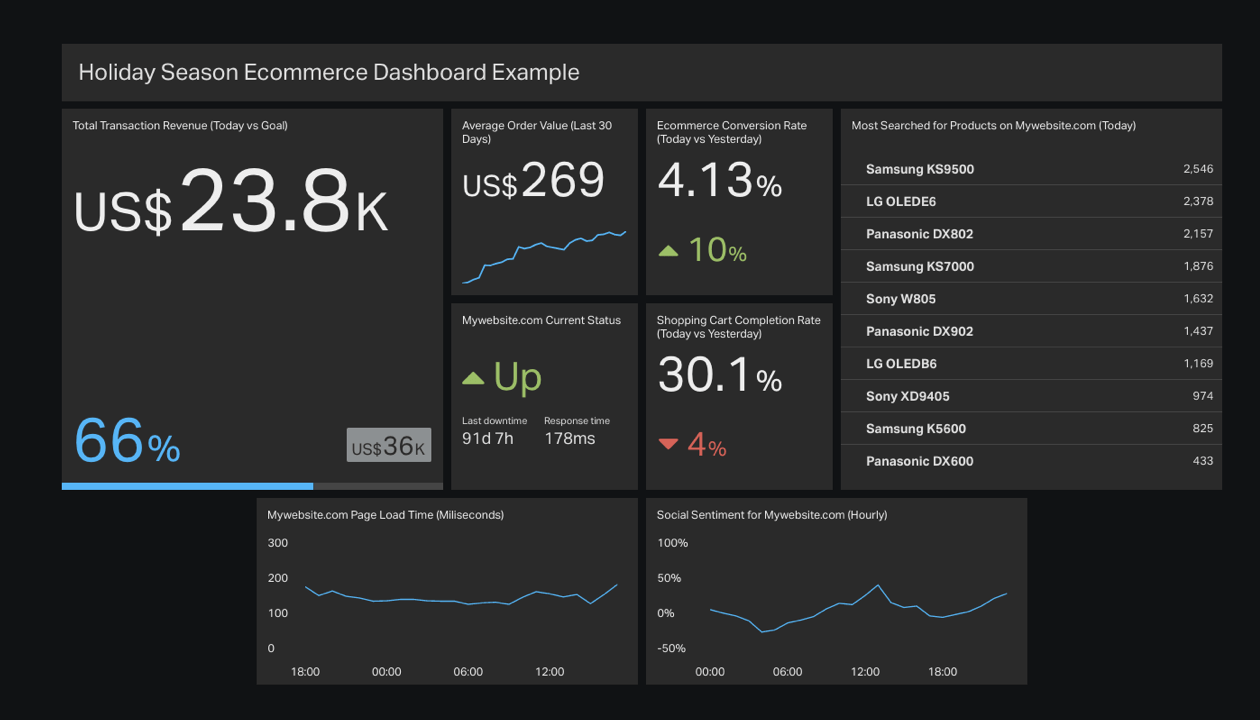 Holiday Season Ecommerce Dashboard Example
Total Transaction Revenue (Today vs Goal)
US$23.8K
66%
US$36K
Average Order Value (Last 30
Days)
US$269
Ecommerce Conversion Rate
(Today vs Yesterday)
4.13%
10%
Mywebsite.com Current Status
Up
Last downtime Response time
91d 7h 178ms
Shopping Cart Completion Rate
(Today vs Yesterday)
30.1%
4%
Most Searched for Products on Mywebsite.com (Today)
Samsung KS9500 2,546
LG OLEDE6 2,378
Panasonic DX802 2,157
Samsung KS7000 1,876
Sony W805 1,632
Panasonic DX902 1,437
LG OLEDB6 1,169
Sony XD9405 974
Samsung K5600 825
Panasonic DX600 433
Mywebsite.com Page Load Time (Miliseconds)
300
200
100
0
18:00 00:00 06:00 12:00
Social Sentiment for Mywebsite.com (Hourly)
100%
50%
0%
-50%
00:00 06:00 12:00 18:00